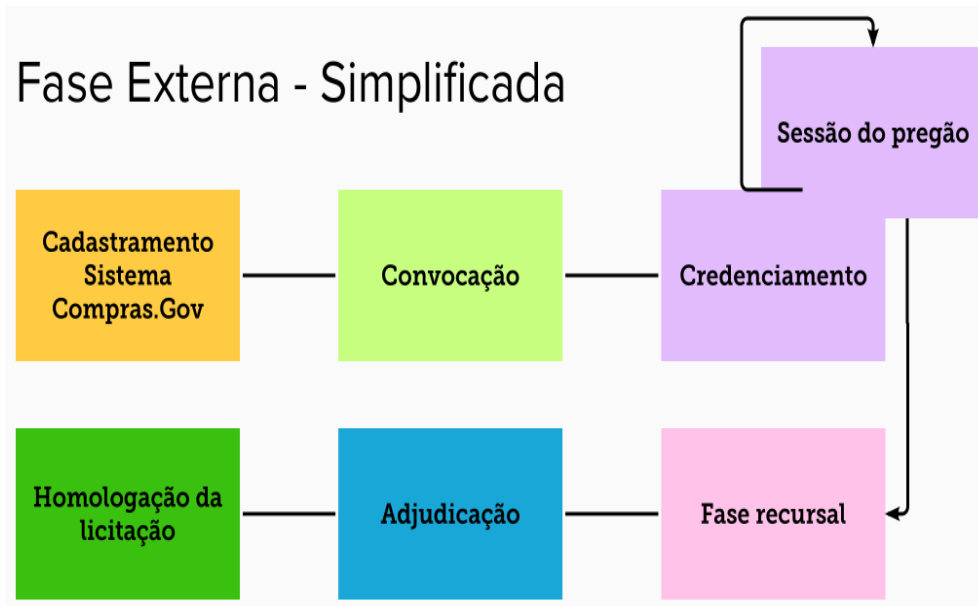 Fase Externa - Simplificada
Sessão do pregão
Cadastramento
Sistema
Compras.Gov
Convocação
Credenciamento
Homologação da
licitação
Adjudicação
Fase recursal